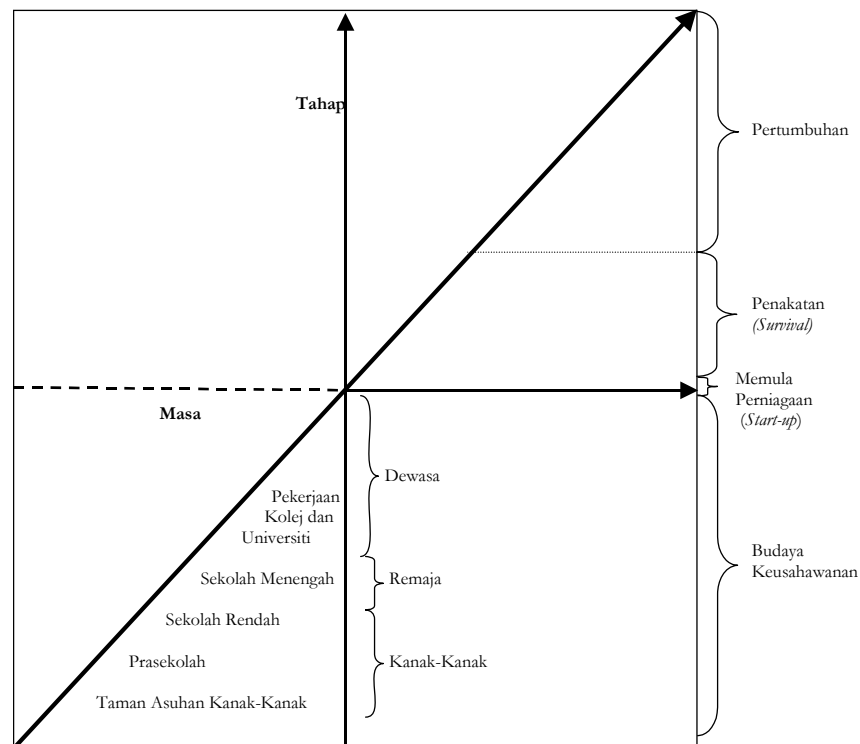 Tahap
Pertumbuhan
Penakatan
(Survival)
Memula
Perniagaan
(Start-up)
Masa
Dewasa
Pekerjaan
Kolej dan
Universiti
Budaya
Keusahawanan
Sekolah Menengah
Remaja
Sekolah Rendah
Prasekolah
Kanak-Kanak
Taman Asuhan Kanak-Kanak